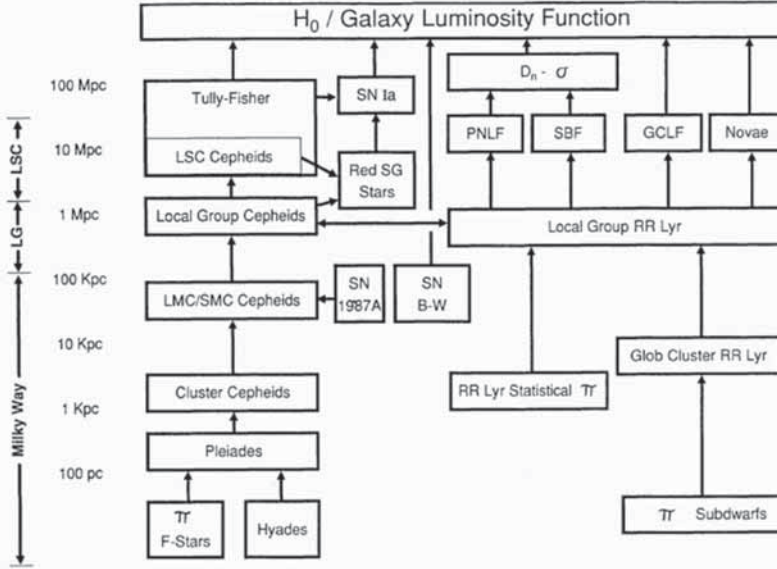 H0 / Galaxy Luminosity Function
100 Mpc
10 Mpc
1 Mpc
100 Kpc
10 Kpc
1 Kpc
100 pc
LSC
LG
Milky Way
Tully-Fisher
LSC Cepheids
SN Ia
Red SG
Stars
Local Group Cepheids
LMC/SMC Cepheids
SN
1987A
SN
B-W
Cluster Cepheids
Pleiades
π
F-Stars
Hyades
Dn - σ
PNLF
SBF
GCLF
Novae
Local Group RR Lyr
RR Lyr Statistical π
Glob Cluster RR Lyr
π Subdwarfs